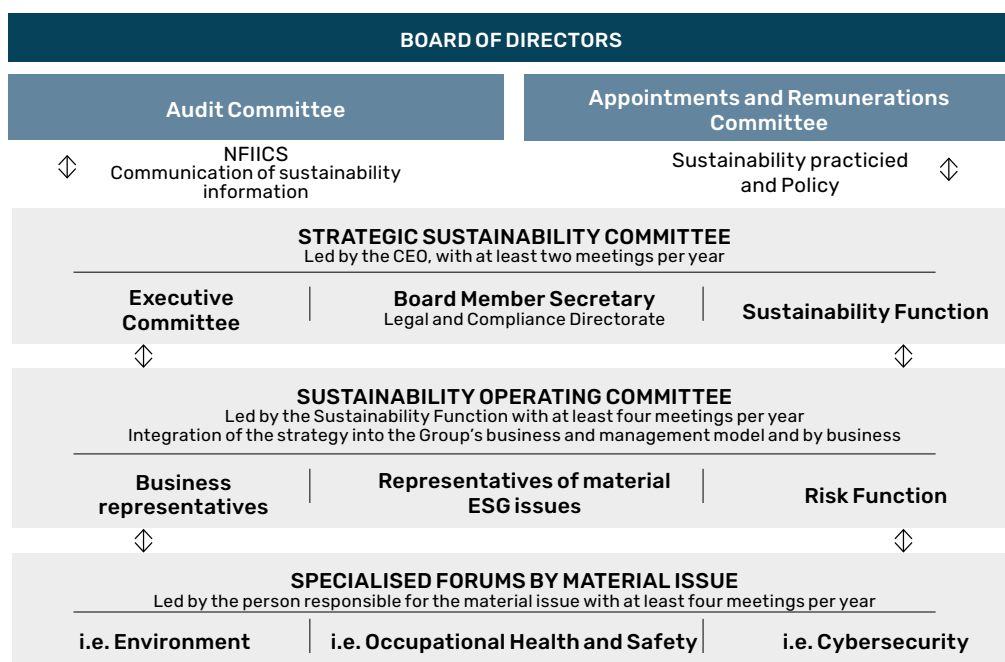 BOARD OF DIRECTORS
Audit Committee
Appointments and Remunerations
Committee
NFIICS
Communication of sustainability
information
Sustainability practicied
and Policy
STRATEGIC SUSTAINABILITY COMMITTEE
Led by the CEO, with at least two meetings per year
Executive
Committee
Board Member Secretary
Legal and Compliance Directorate
Sustainability Function
SUSTAINABILITY OPERATING COMMITTEE
Led by the Sustainability Function with at least four meetings per year
Integration of the strategy into the Group's business and management model and by business
Business
representatives
Representatives of material
ESG issues
Risk Function
SPECIALISED FORUMS BY MATERIAL ISSUE
Led by the person responsible for the material issue with at least four meetings per year
i.e. Environment
i.e. Occupational Health and Safety
i.e. Cybersecurity